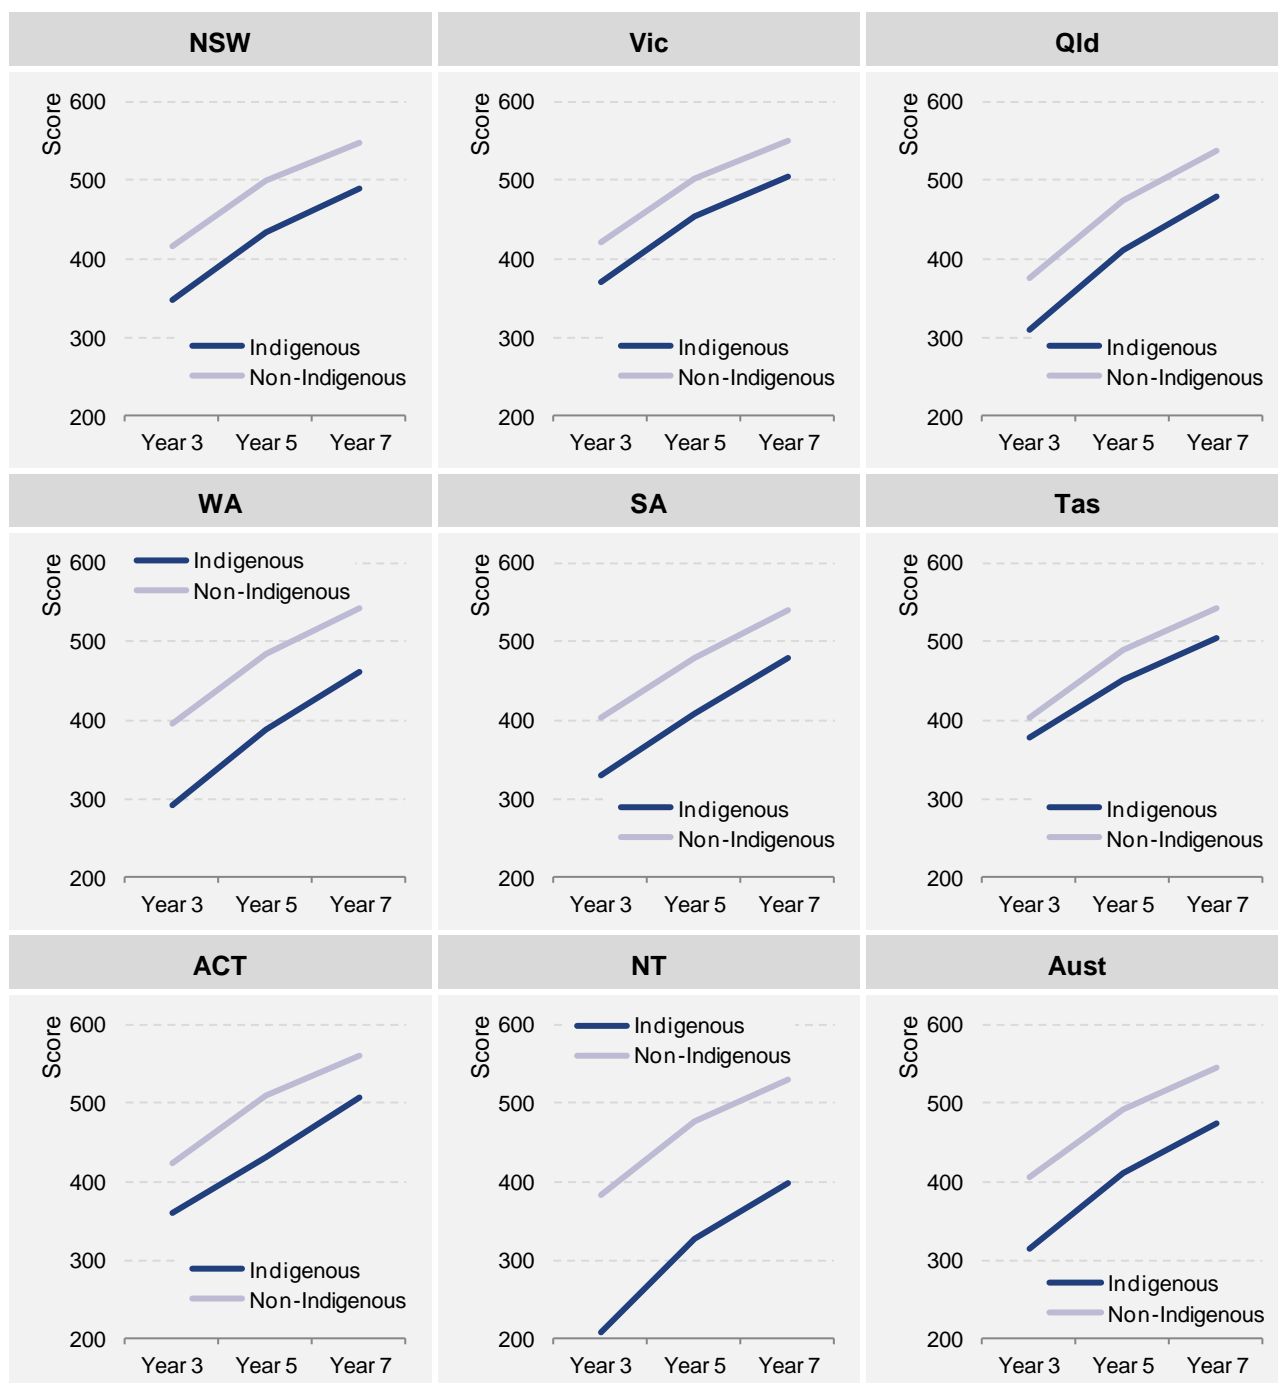 NSW Vic Qld
Score
600
500
400
300
200
Indigenous
Non-Indigenous
Year 3 Year 5 Year 7
Score
600
500
400
300
200
Indigenous
Non-Indigenous
Year 3 Year 5 Year 7
Score
600
500
400
300
200
Indigenous
Non-Indigenous
Year 3 Year 5 Year 7
WA SA Tas
Score
600
500
400
300
200
Indigenous
Non-Indigenous
Year 3 Year 5 Year 7
Score
600
500
400
300
200
Indigenous
Non-Indigenous
Year 3 Year 5 Year 7
Score
600
500
400
300
200
Indigenous
Non-Indigenous
Year 3 Year 5 Year 7
ACT NT Aust
Score
600
500
400
300
200
Indigenous
Non-Indigenous
Year 3 Year 5 Year 7
Score
600
500
400
300
200
Indigenous
Non-Indigenous
Year 3 Year 5 Year 7
Score
600
500
400
300
200
Indigenous
Non-Indigenous
Year 3 Year 5 Year 7